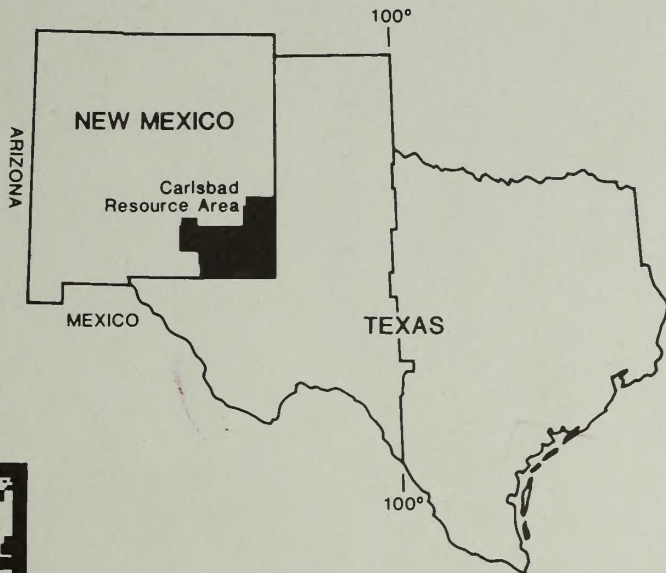 100°
NEW MEXICO
ARIZONA
Carlsbad
Resource Area
MEXICO
TEXAS
100°